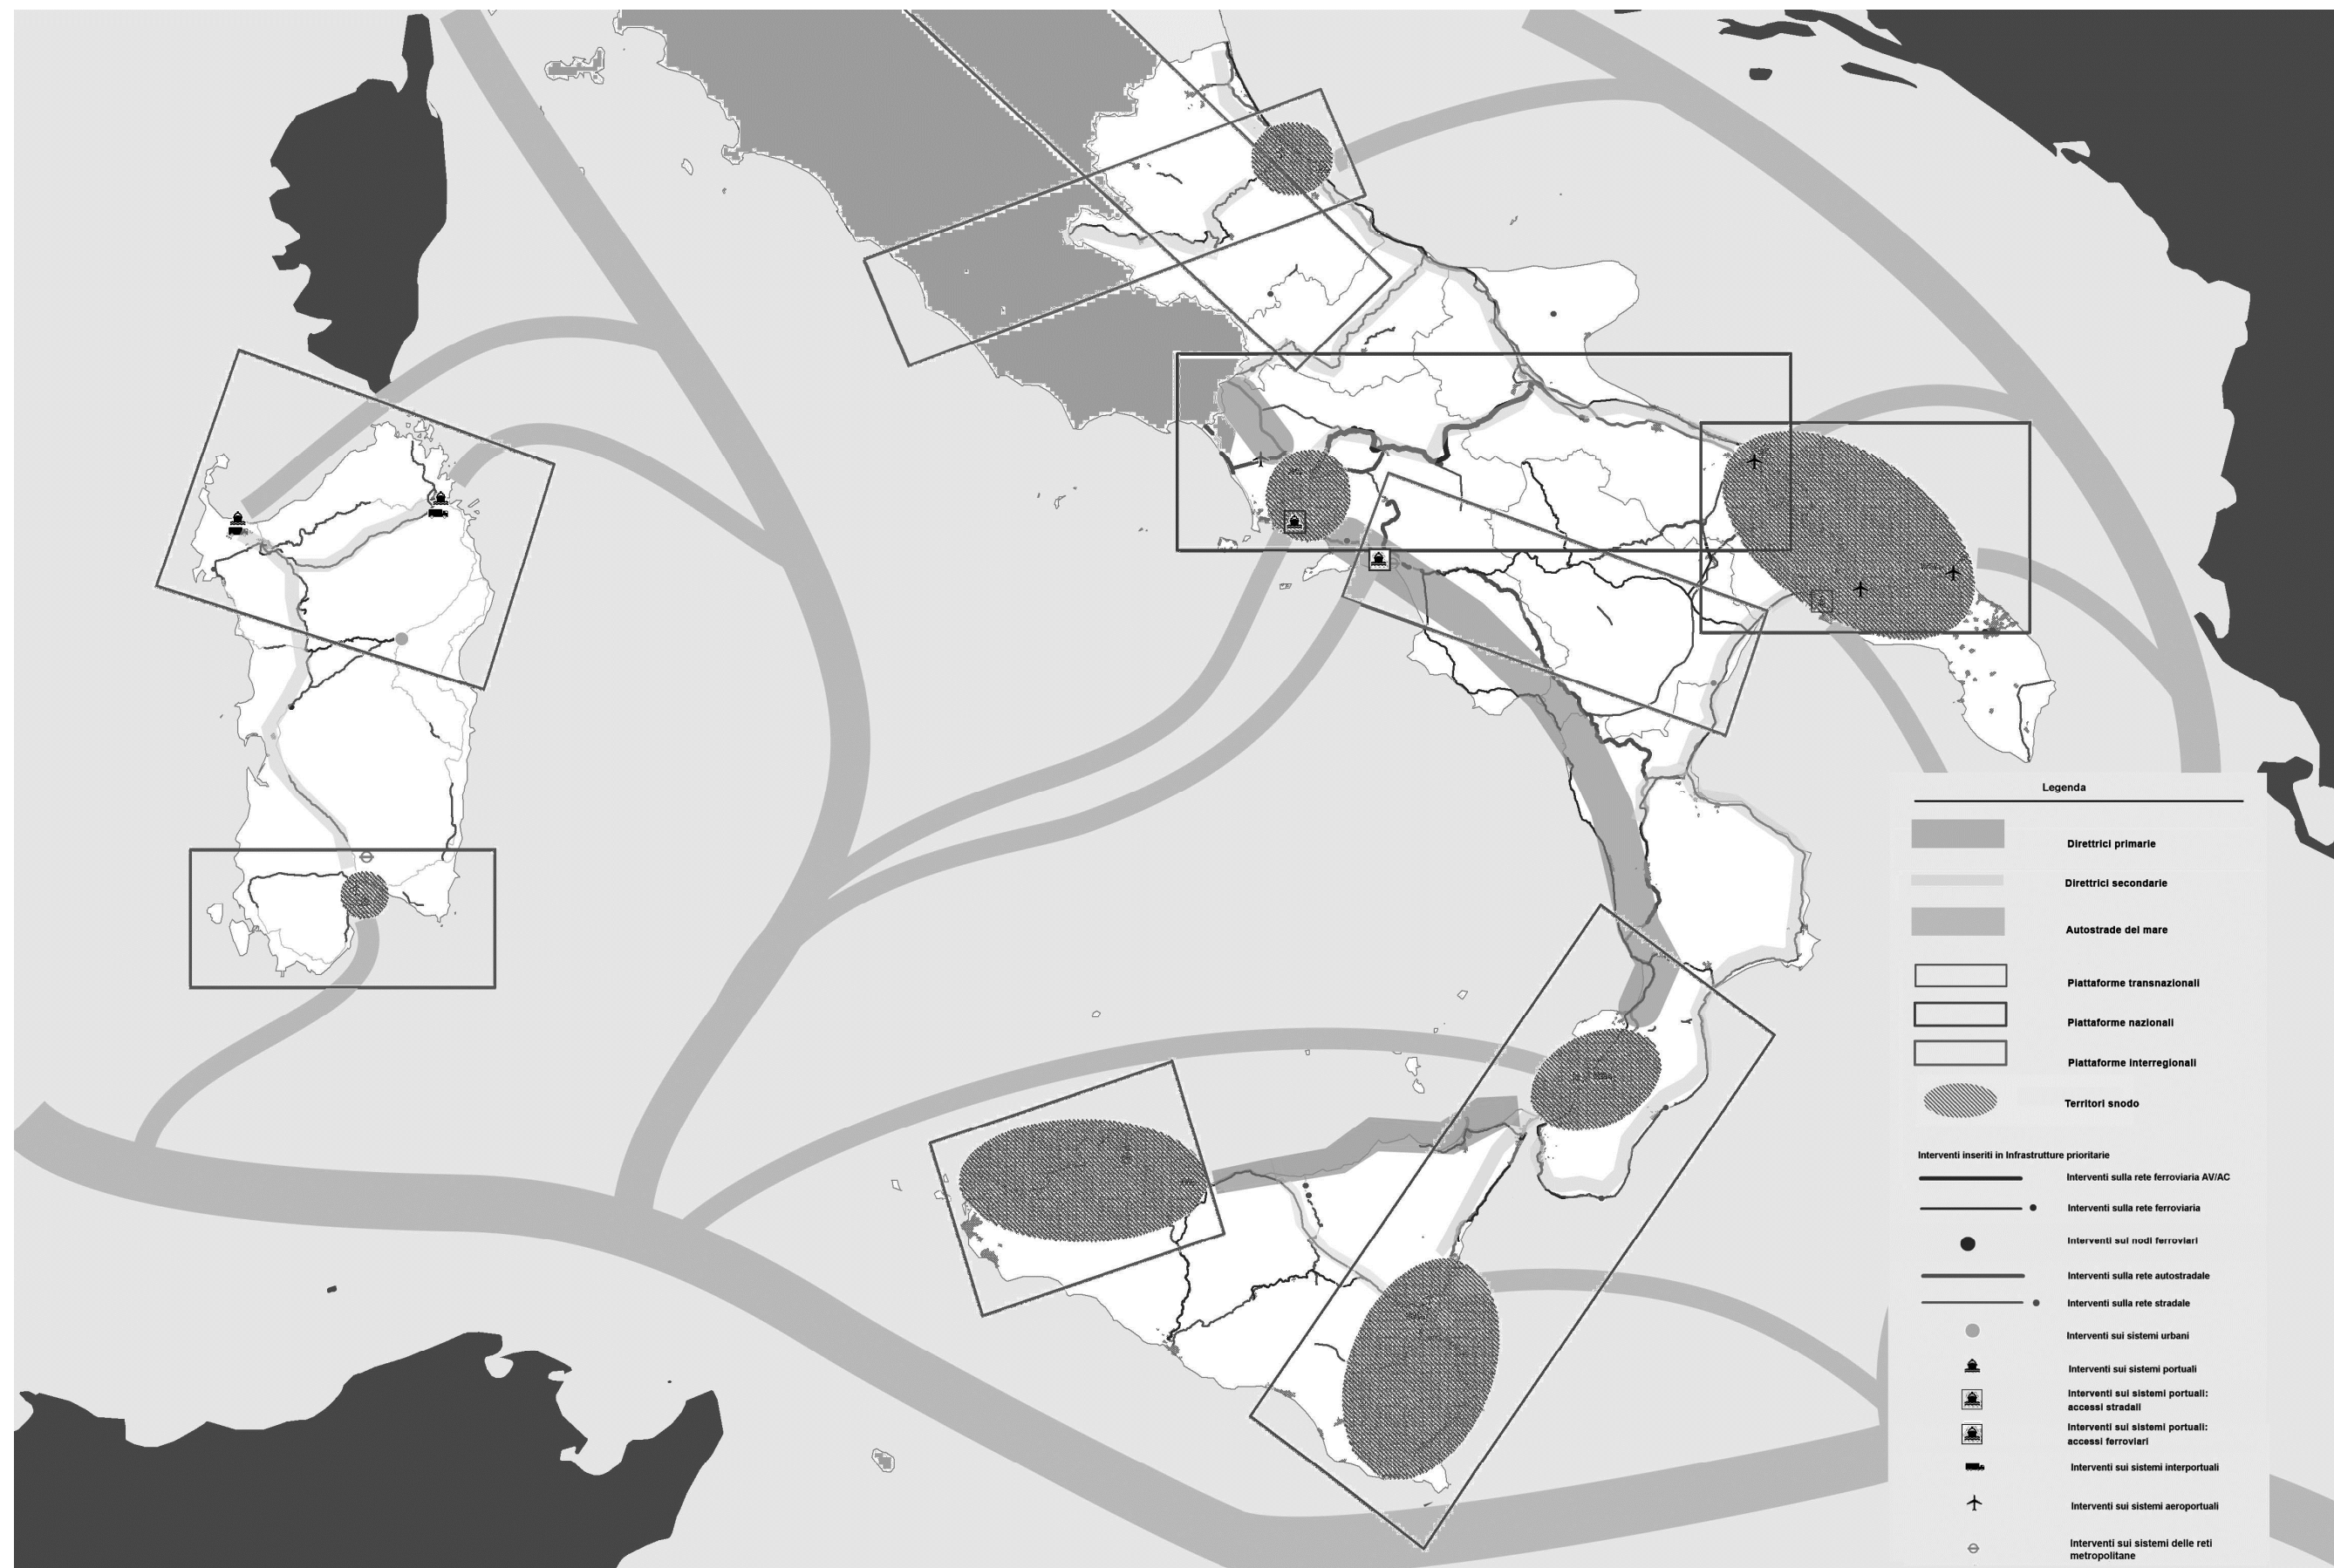 Legenda
Direttrici primarie
Direttrici secondarie
Autostrade del mare
Piattaforme transnazionali
Piattaforme nazionali
Piattaforme interregionali
Territori snodo
Interventi inseriti in Infrastrutture prioritarie
Interventi sulla rete ferroviaria AV/AC
Interventi sulla rete ferroviaria
Interventi sui nodi ferroviari
Interventi sulla rete autostradale
Interventi sulla rete stradale
Interventi sui sistemi urbani
Interventi sui sistemi portuali
Interventi sui sistemi portuali:
accessi stradali
Interventi sui sistemi portuali:
accessi ferroviari
Interventi sui sistemi interportuali
Interventi sui sistemi aeroportuali
Interventi sui sistemi delle reti
metropolitane